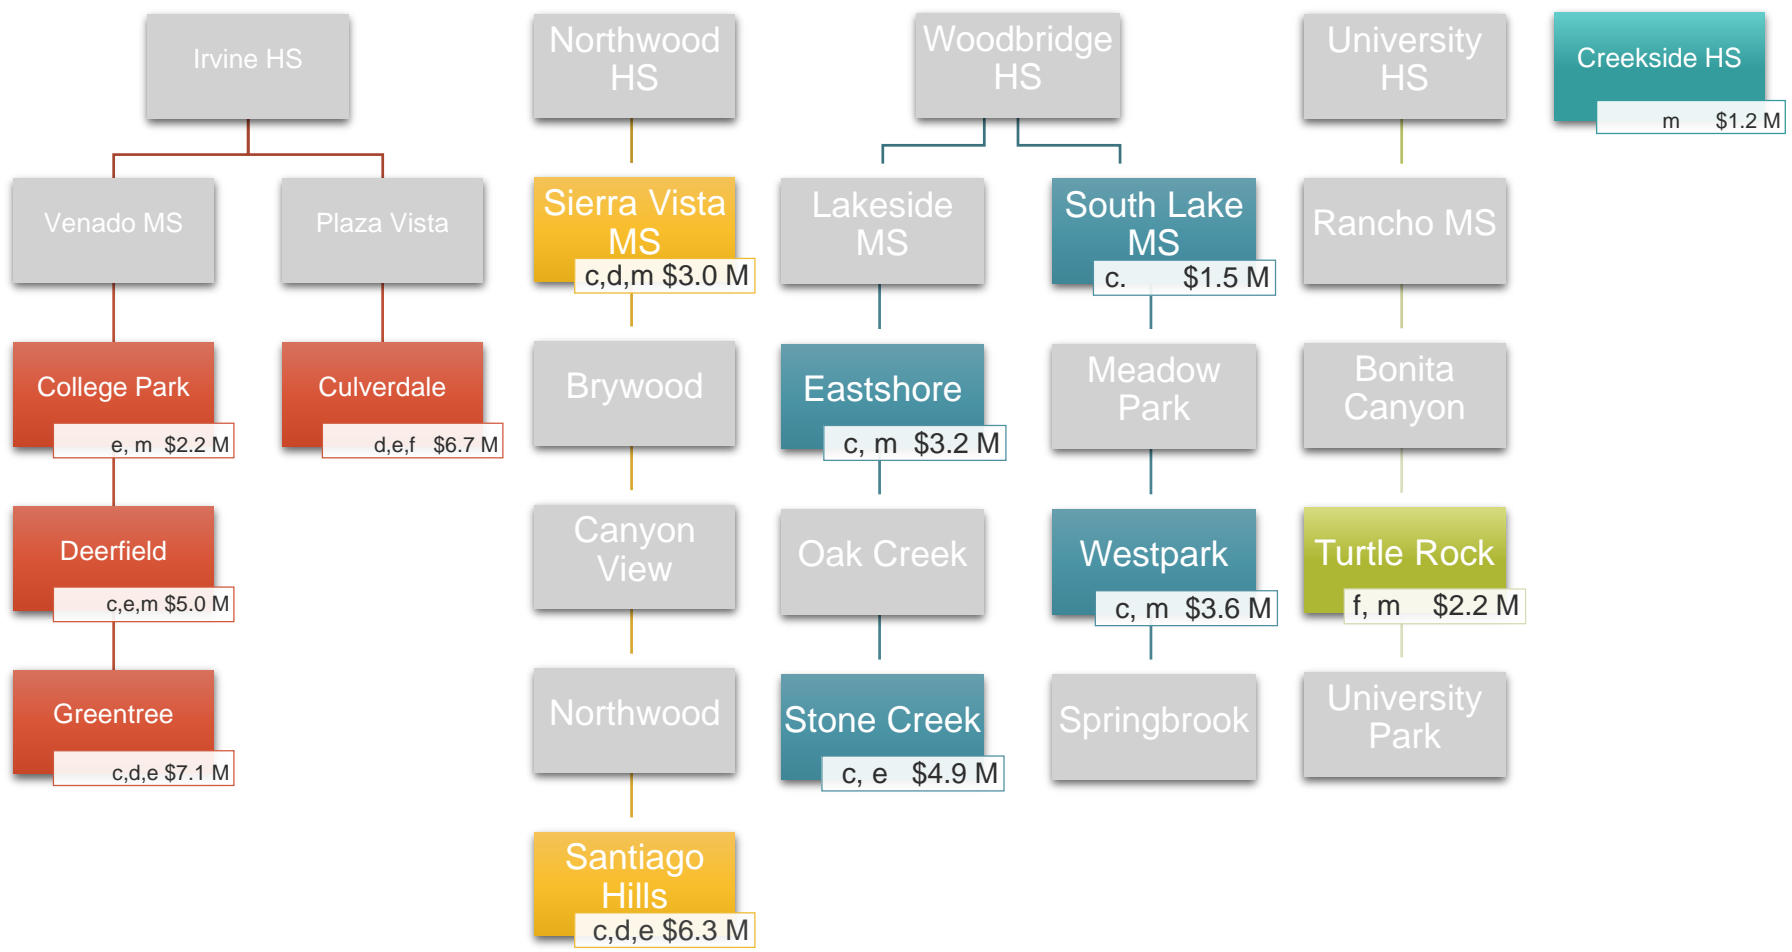 Irvine HS
Northwood
HS
Woodbridge
HS
University
HS
Creekside HS
m $1.2 M
Venado MS
Plaza Vista
Sierra Vista
MS
c,d,m $3.0 M
Lakeside
MS
South Lake
MS
c. $1.5 M
Rancho MS
College Park
e, m $2.2 M
Culverdale
d,e,f $6.7 M
Brywood
Eastshore
c, m $3.2 M
Meadow
Park
Bonita
Canyon
Deerfield
c,e,m $5.0 M
Canyon
View
Oak Creek
Westpark
c, m $3.6 M
Turtle Rock
f, m $2.2 M
Greentree
c,d,e $7.1 M
Northwood
Stone Creek
c, e $4.9 M
Springbrook
University
Park
Santiago
Hills
c,d,e $6.3 M